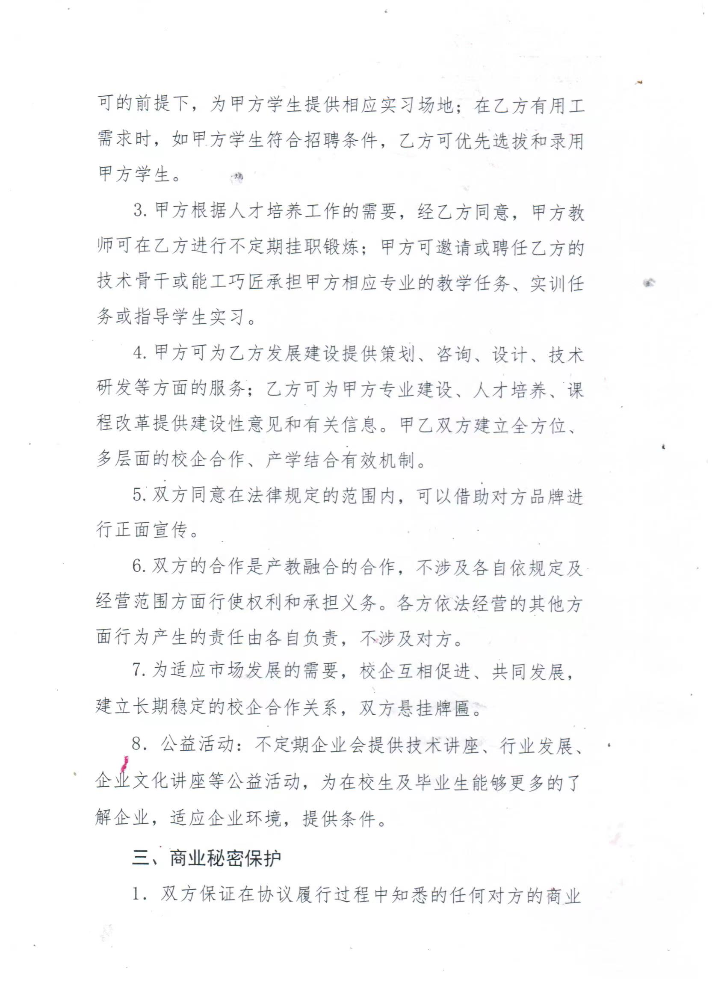 可的前提下，为甲方学生提供相应实习场地；在乙方有用工
需求时，如甲方学生符合招聘条件，乙方可优先选拔和录用
甲方学生。
3.甲方根据人才培养工作的需要，经乙方同意，甲方教
师可在乙方进行不定期挂职锻炼；甲方可邀请或聘任乙方的
技术骨干或能工巧匠承担甲方相应专业的教学任务、实训任
务或指导学生实习。
4.甲方可为乙方发展建设提供策划、咨询、设计、技术
研发等方面的服务；乙方可为甲方专业建设、人才培养、课
程改革提供建设性意见和有关信息。甲乙双方建立全方位、
多层面的校企合作、产学结合有效机制。
5.双方同意在法律规定的范围内，可以借助对方品牌进
行正面宣传。
6.双方的合作是产教融合的合作，不涉及各自依规定及
经营范围方面行使权利和承担义务。各方依法经营的其他方
面行为产生的责任由各自负责，不涉及对方。
7.为适应市场发展的需要，校企互相促进、共同发展，
建立长期稳定的校企合作关系，双方悬挂牌匾。
8. 公益活动：不定期企业会提供技术讲座、行业发展、
企业文化讲座等公益活动，为在校生及毕业生能够更多的了
解企业，适应企业环境，提供条件。
三、商业秘密保护
1. 双方保证在协议履行过程中知悉的任何对方的商业